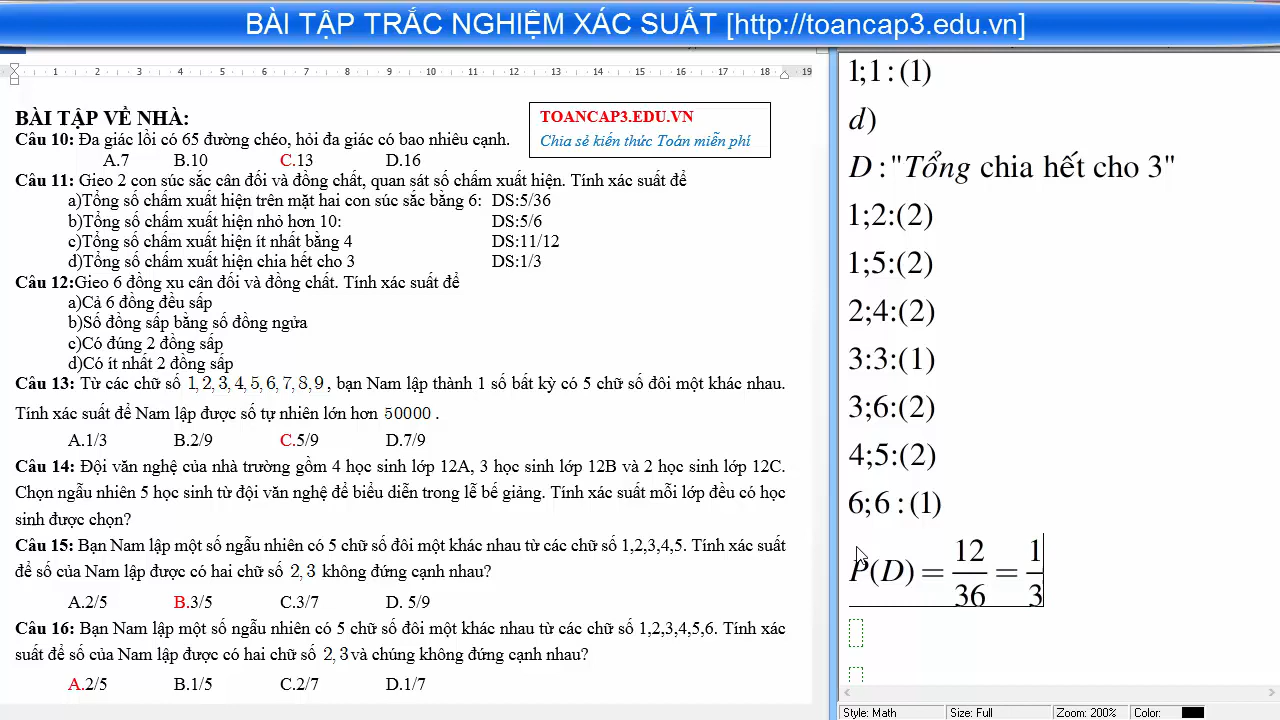 BÀI TẬP TRẮC NGHIỆM XÁC SUẤT [http://toancap3.edu.vn]
1 2 3 4 5 6 7 8 9 10 11 12 13 14 15 16 17 18 19
BÀI TẬP VỀ NHÀ:
TOANCAP3.EDU.VN
Chia sẻ kiến thức Toán miễn phí
Câu 10: Đa giác lồi có 65 đường chéo, hỏi đa giác có bao nhiêu cạnh.
A.7 B.10 C.13 D.16
Câu 11: Gieo 2 con súc sắc cân đối và đồng chất, quan sát số chấm xuất hiện. Tính xác suất để
a)Tổng số chấm xuất hiện trên mặt hai con súc sắc bằng 6: DS:5/36
b)Tổng số chấm xuất hiện nhỏ hơn 10: DS:5/6
c)Tổng số chấm xuất hiện ít nhất bằng 4 DS:11/12
d)Tổng số chấm xuất hiện chia hết cho 3 DS:1/3
Câu 12:Gieo 6 đồng xu cân đối và đồng chất. Tính xác suất để
a)Cả 6 đồng đều sấp
b)Số đồng sấp bằng số đồng ngửa
c)Có đúng 2 đồng sấp
d)Có ít nhất 2 đồng sấp
Câu 13: Từ các chữ số 1,2,3,4,5,6,7,8,9, bạn Nam lập thành 1 số bất kỳ có 5 chữ số đôi một khác nhau.
Tính xác suất để Nam lập được số tự nhiên lớn hơn 50000.
A.1/3 B.2/9 C.5/9 D.7/9
Câu 14: Đội văn nghệ của nhà trường gồm 4 học sinh lớp 12A, 3 học sinh lớp 12B và 2 học sinh lớp 12C.
Chọn ngẫu nhiên 5 học sinh từ đội văn nghệ để biểu diễn trong lễ bế giảng. Tính xác suất mỗi lớp đều có học
sinh được chọn?
Câu 15: Bạn Nam lập một số ngẫu nhiên có 5 chữ số đôi một khác nhau từ các chữ số 1,2,3,4,5. Tính xác suất
để số của Nam lập được có hai chữ số 2,3 không đứng cạnh nhau?
A.2/5 B.3/5 C.3/7 D. 5/9
Câu 16: Bạn Nam lập một số ngẫu nhiên có 5 chữ số đôi một khác nhau từ các chữ số 1,2,3,4,5,6. Tính xác
suất để số của Nam lập được có hai chữ số 2,3và chúng không đứng cạnh nhau?
A.2/5 B.1/5 C.2/7 D.1/7
1;1:(1)
d)
D:"Tổng chia hết cho 3"
1;2:(2)
1;5:(2)
2;4:(2)
3:3:(1)
3;6:(2)
4;5:(2)
6;6:(1)
P(D) = 12/36 = 1/3
Style: Math Size: Full Zoom: 200% Color: